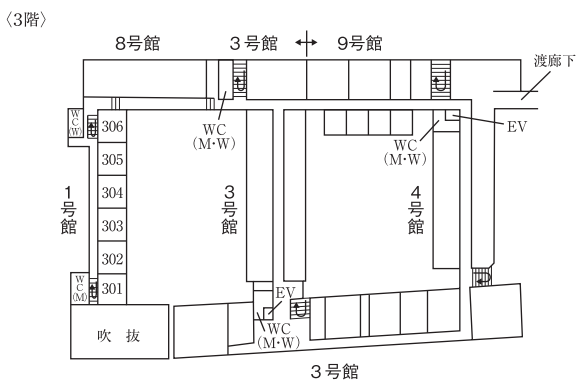 〈3階〉
8号館
3号館
9号館
渡廊下
WC(W)
306
305
304
303
302
301
WC(M)
1号館
吹 抜
WC
(M・W)
3号館
WC
(M・W)
EV
4号館
EV
WC
(M・W)
3号館